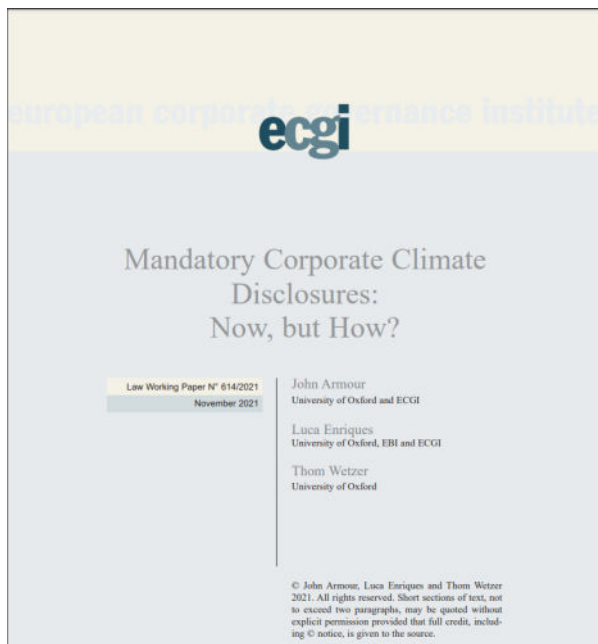 european corporate governance institute
ecgi
Mandatory Corporate Climate
Disclosures:
Now, but How?
Law Working Paper N° 614/2021
November 2021
John Armour
University of Oxford and ECGI
Luca Enriques
University of Oxford, EBI and ECGI
Thom Wetzer
University of Oxford
© John Armour, Luca Enriques and Thom Wetzer
2021. All rights reserved. Short sections of text, not
to exceed two paragraphs, may be quoted without
explicit permission provided that full credit, includ-
ing © notice, is given to the source.